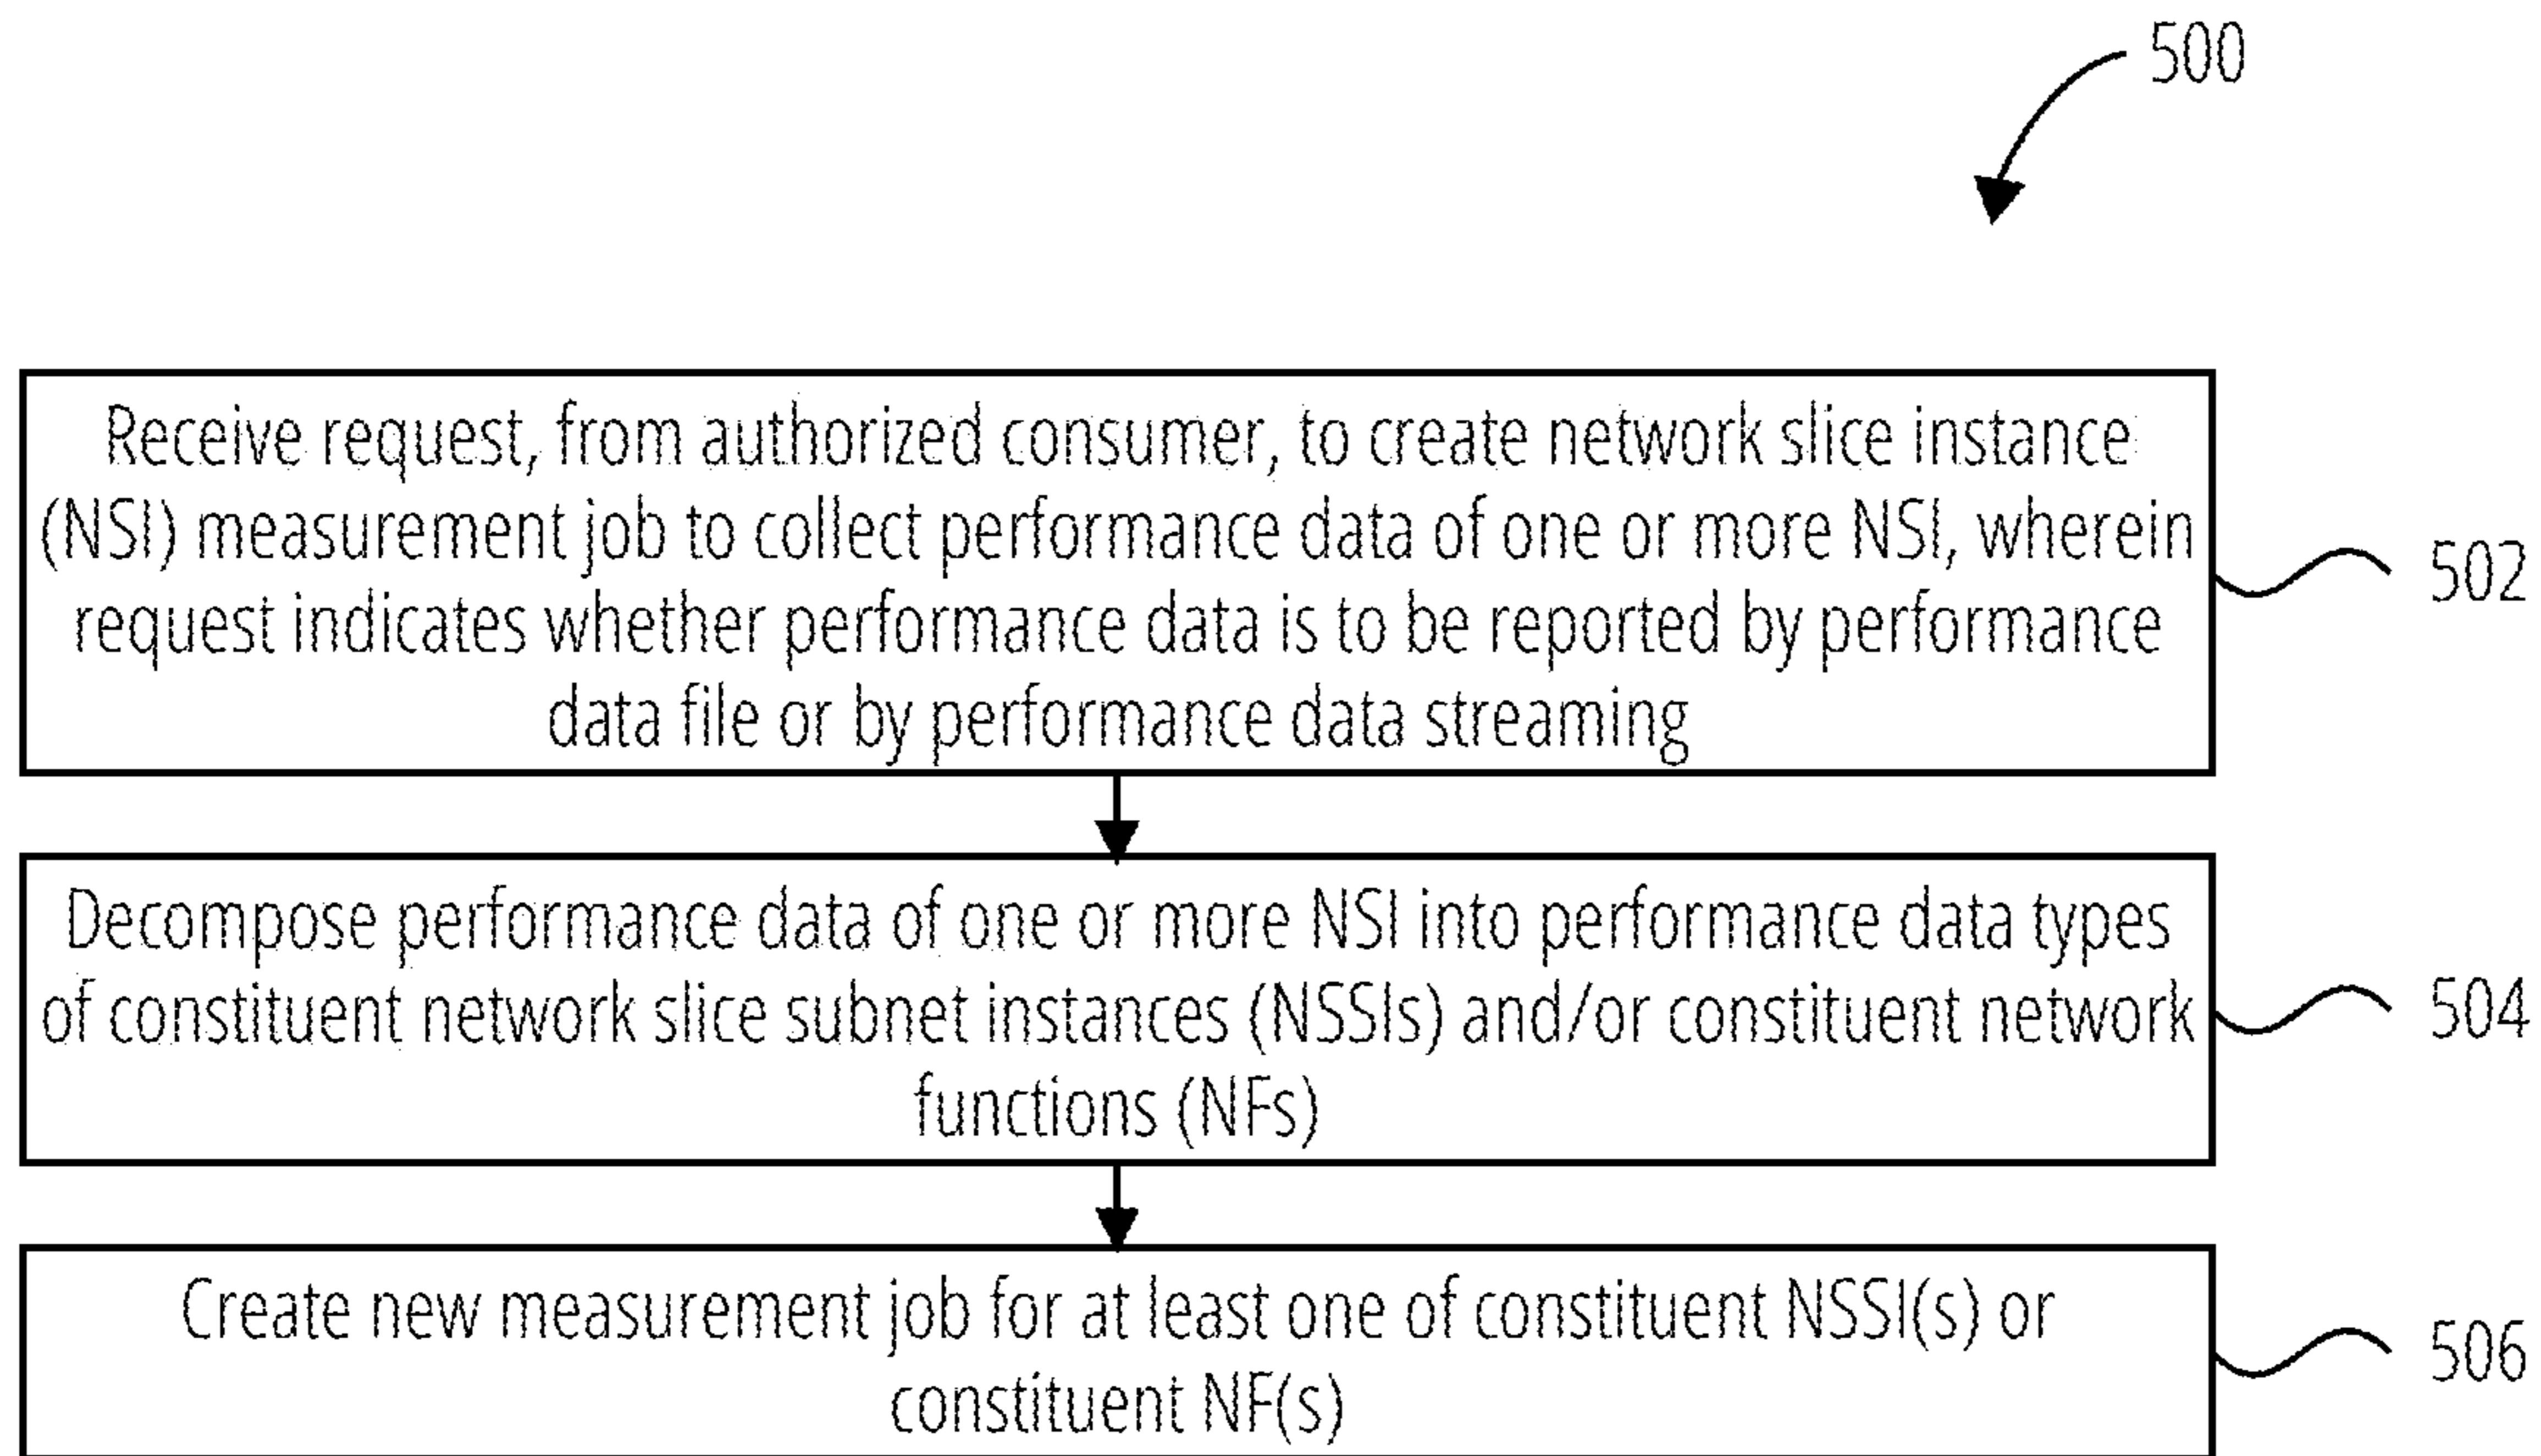 500
Receive request, from authorized consumer, to create network slice instance
(NSI) measurement job to collect performance data of one or more NSI, wherein
request indicates whether performance data is to be reported by performance
data file or by performance data streaming
502
Decompose performance data of one or more NSI into performance data types
of constituent network slice subnet instances (NSSIs) and/or constituent network
functions (NFs)
504
Create new measurement job for at least one of constituent NSSI(s) or
constituent NF(s)
506